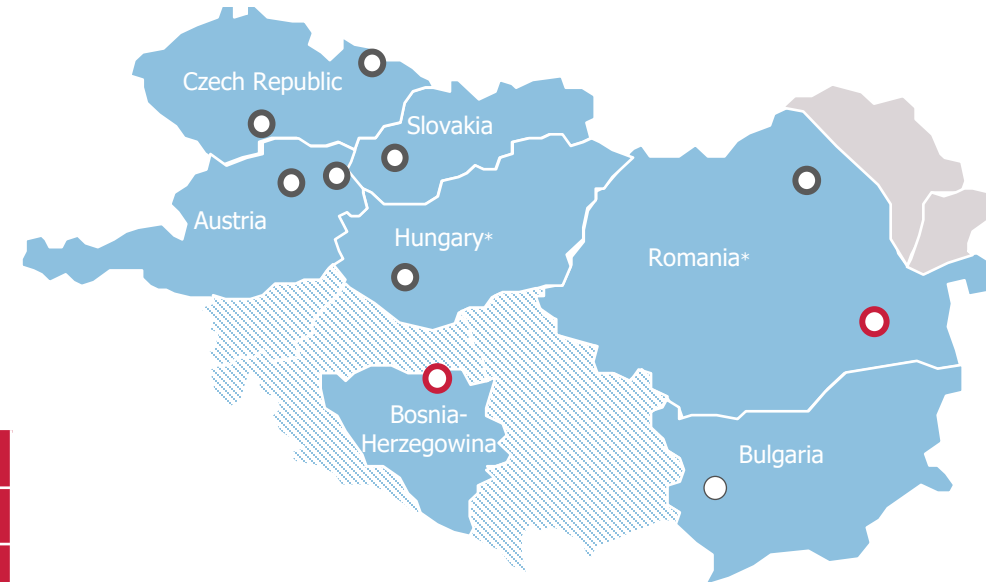 Czech Republic
Slovakia
Austria
Hungary*
Romania*
Bosnia-
Herzegowina
Bulgaria